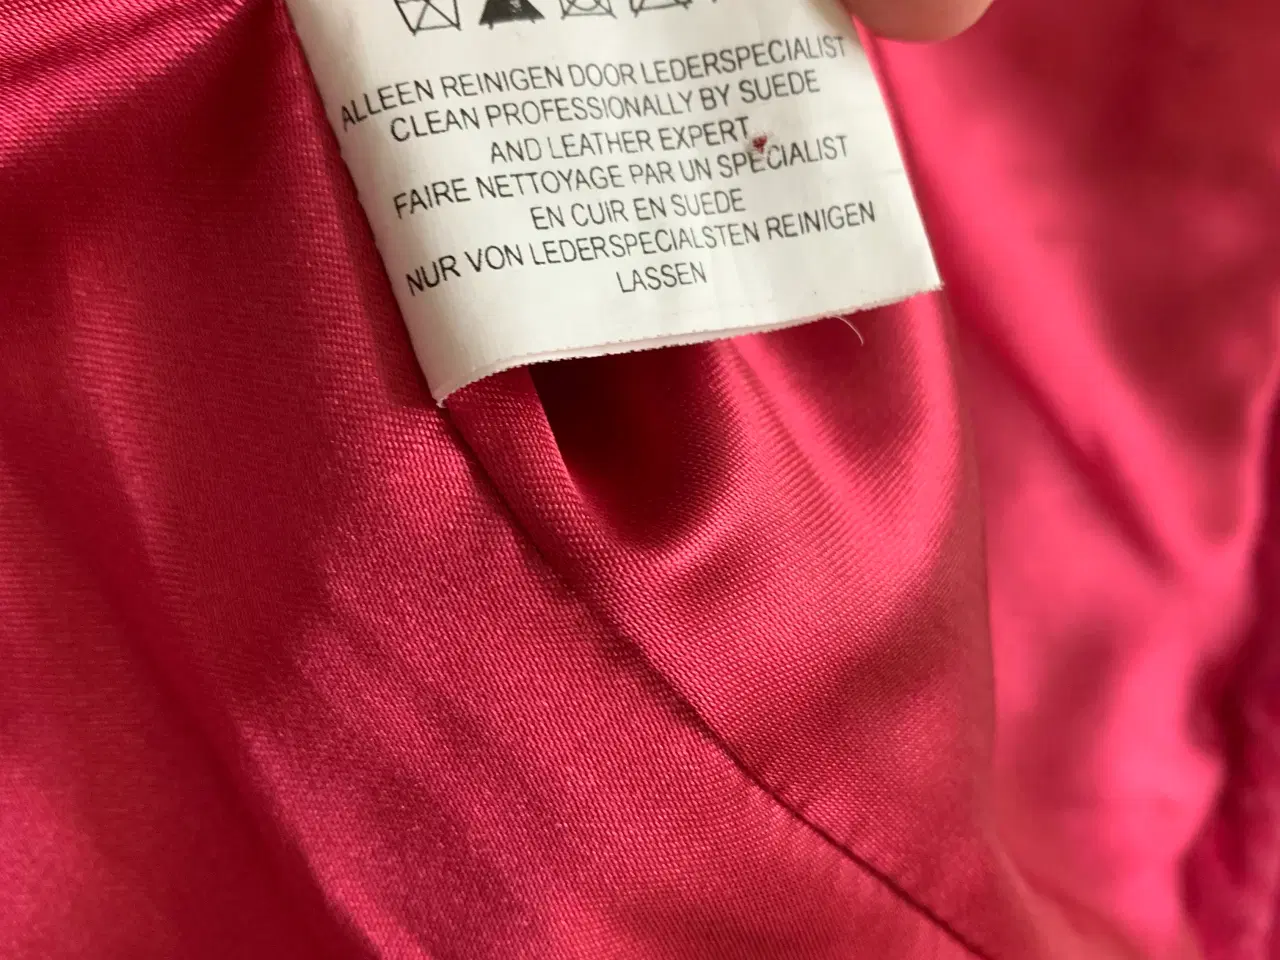 ALLEEN REINIGEN DOOR LEDERSPECIALIST
CLEAN PROFESSIONALLY BY SUEDE
AND LEATHER EXPERT
FAIRE NETTOYAGE PAR UN SPECIALIST
EN CUIR EN SUEDE
NUR VON LEDERSPECIALSTEN REINIGEN
LASSEN